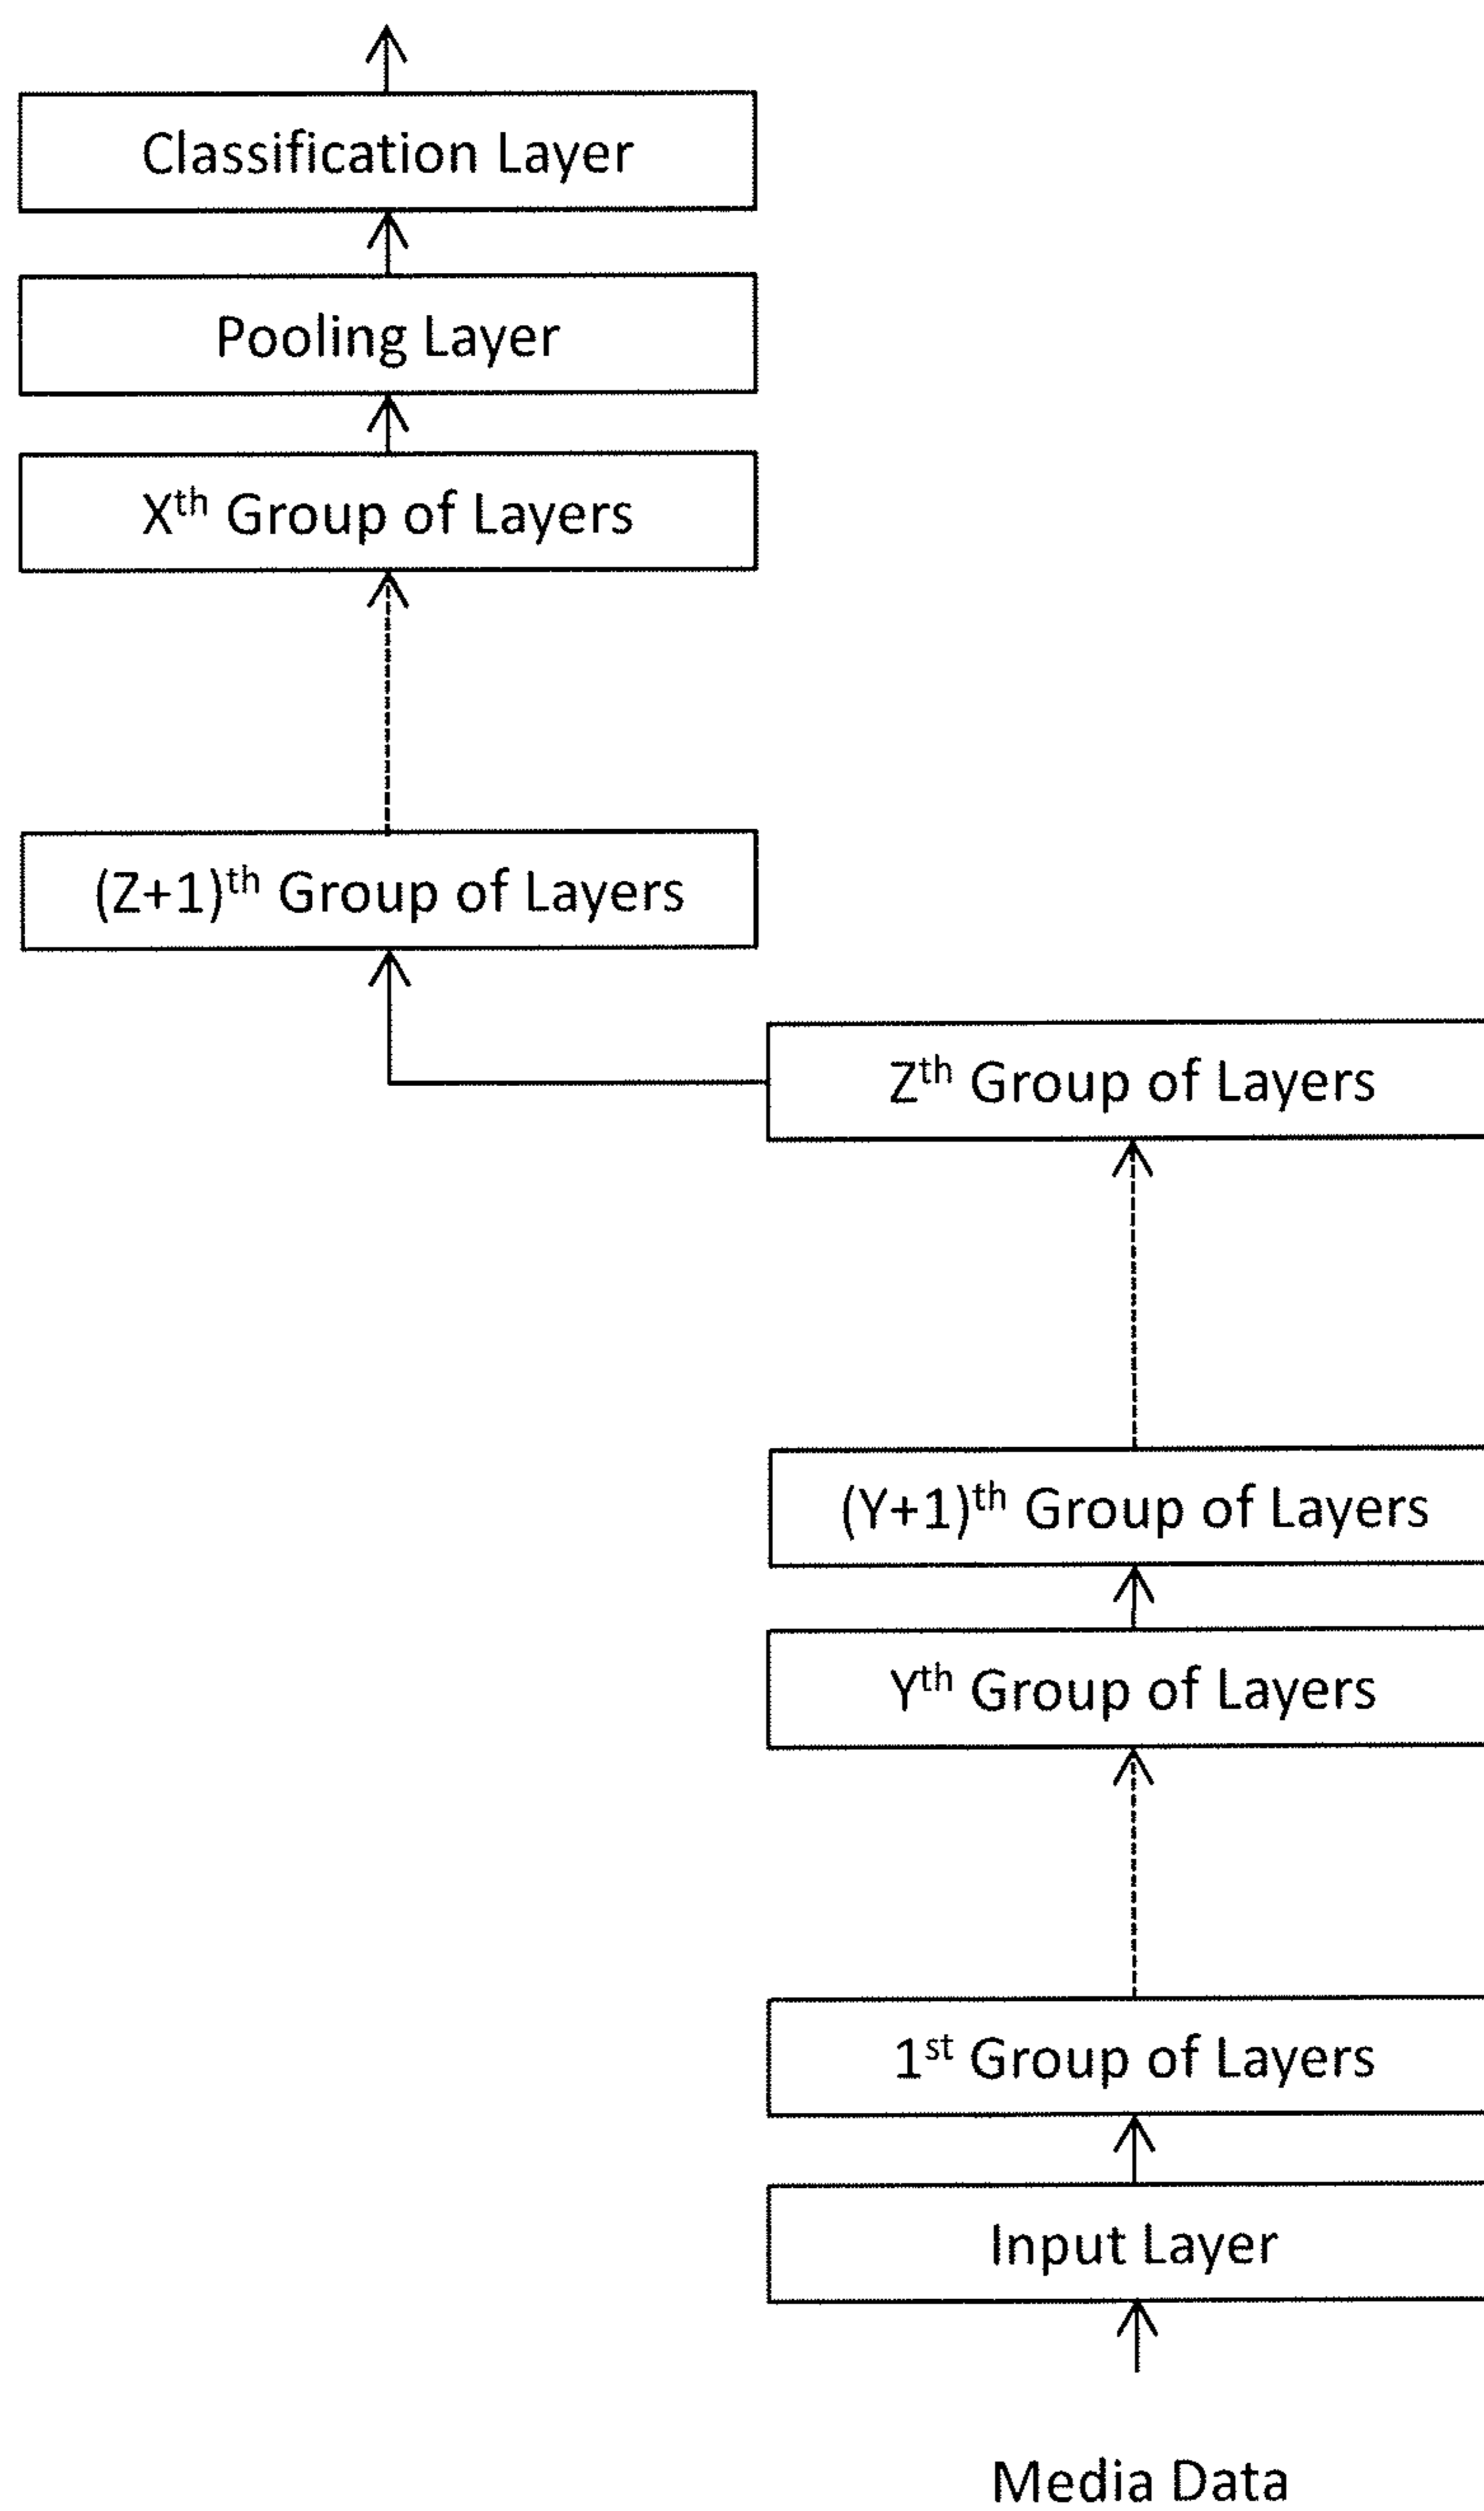 Classification Layer
Pooling Layer
Xth Group of Layers
(Z+1)th Group of Layers
Zth Group of Layers
(Y+1)th Group of Layers
Yth Group of Layers
1st Group of Layers
Input Layer
Media Data